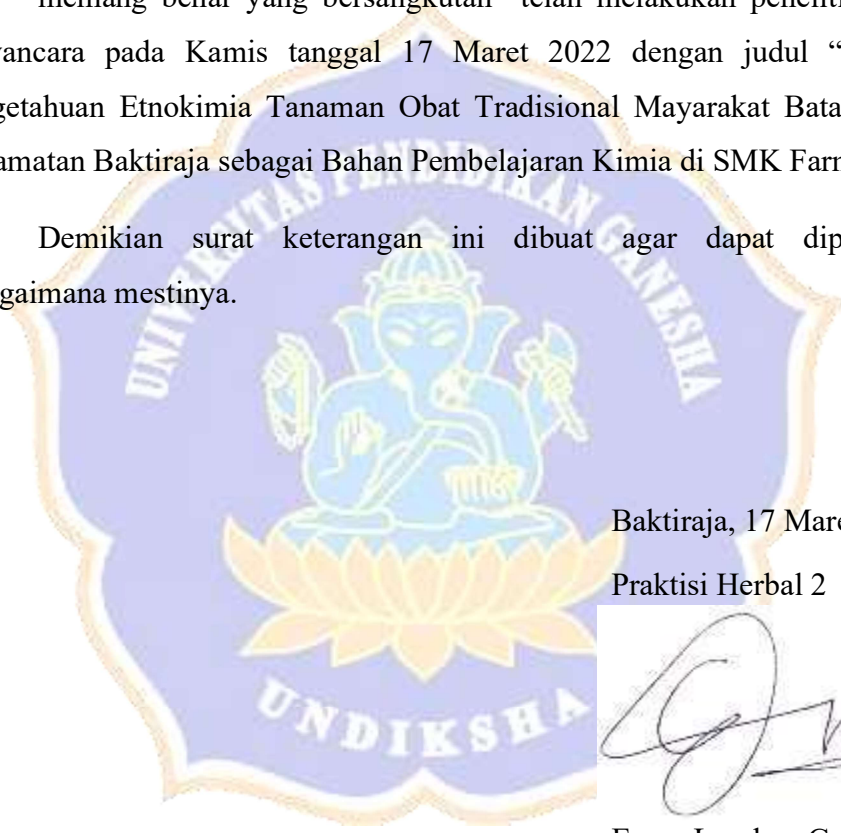 memang benar yang bersangkutan telah melakukan peneliti
vancara pada Kamis tanggal 17 Maret 2022 dengan judul “
getahuan Etnokimia Tanaman Obat Tradisional Mayarakat Bata
amatan Baktiraja sebagai Bahan Pembelajaran Kimia di SMK Farm
Demikian surat keterangan ini dibuat agar dapat dip
gaimana mestinya.
UNIVERSITAS PENDIDIKAN GANESHA
UNDIKSHA
Baktiraja, 17 Mare
Praktisi Herbal 2